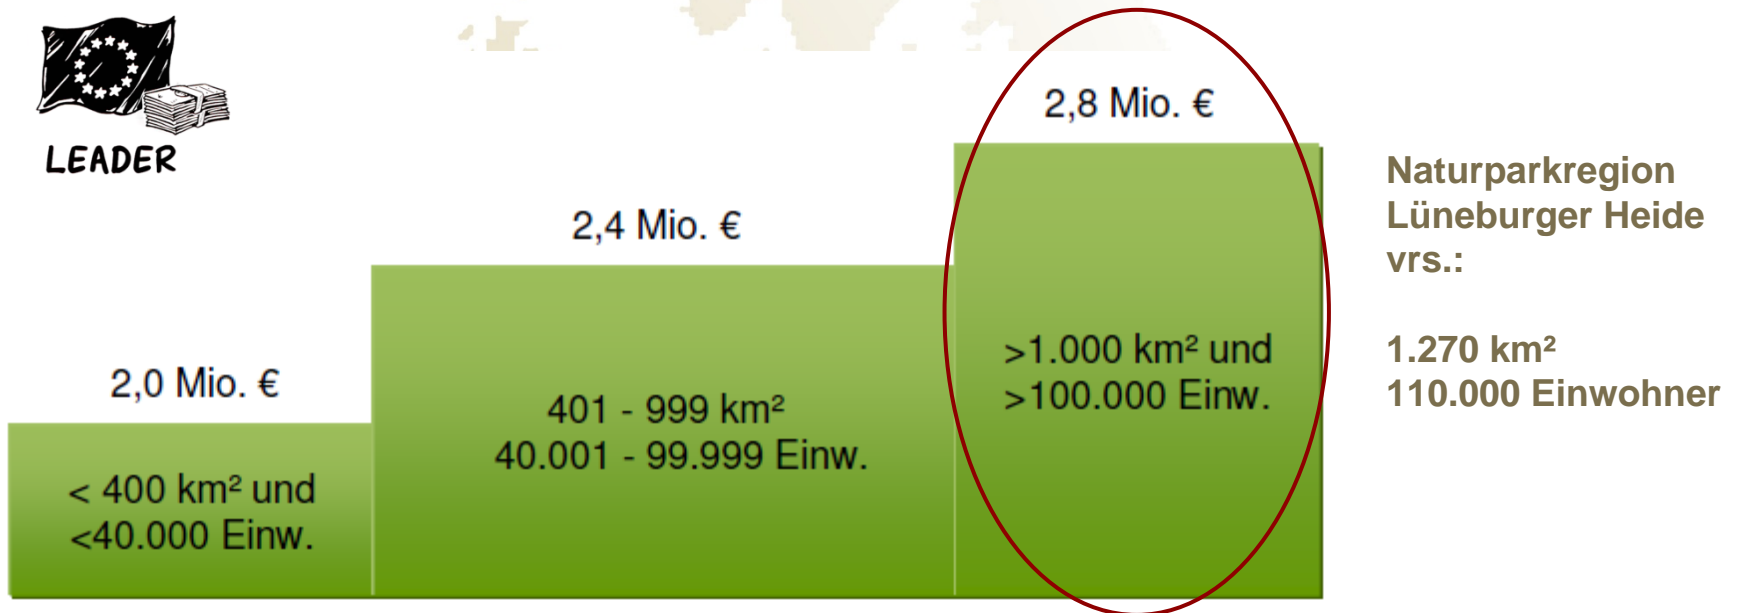 LEADER
2,0 Mio. €
< 400 km² und
<40.000 Einw.
2,4 Mio. €
401 - 999 km²
40.001 - 99.999 Einw.
2,8 Mio. €
>1.000 km² und
>100.000 Einw.
Naturparkregion
Lüneburger Heide
vrs.:
1.270 km²
110.000 Einwohner